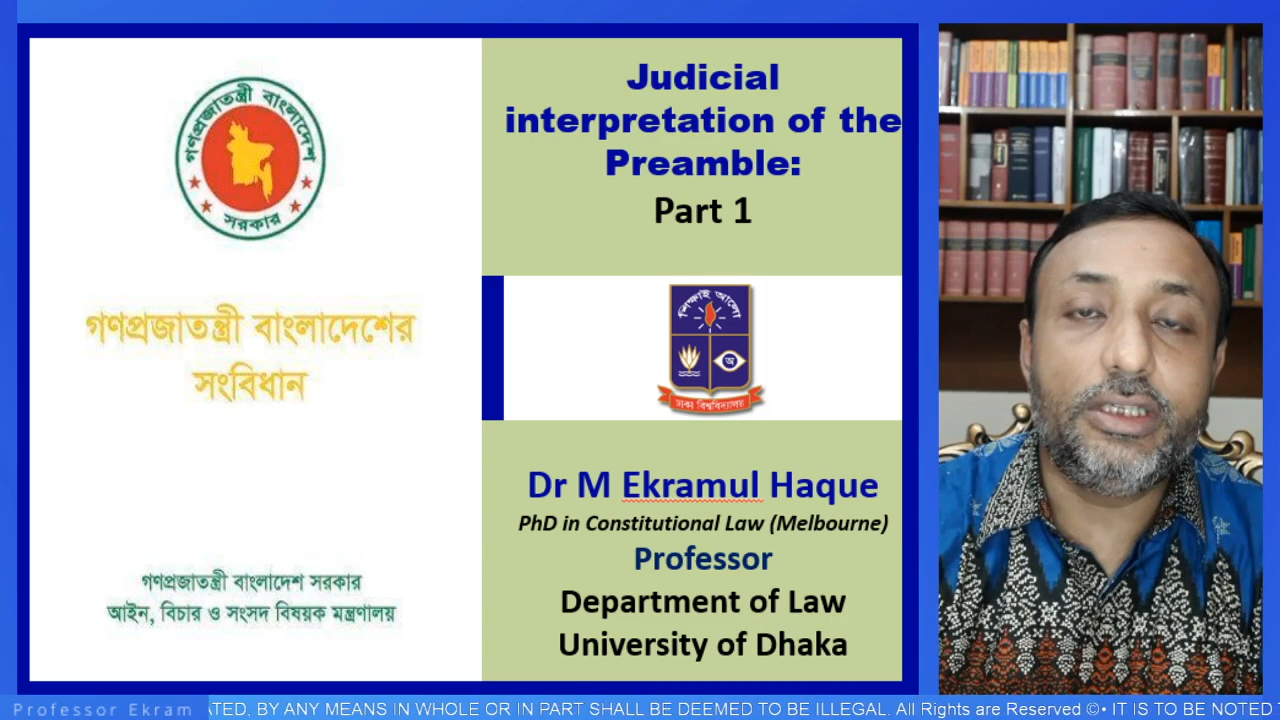 গণপ্রজাতন্ত্রী বাংলাদেশ
সরকার
গণপ্রজাতন্ত্রী বাংলাদেশের
সংবিধান
গণপ্রজাতন্ত্রী বাংলাদেশ সরকার
আইন, বিচার ও সংসদ বিষয়ক মন্ত্রণালয়
Judicial
interpretation of the
Preamble:
Part 1
শিক্ষাই আলো
অ
ঢাকা বিশ্ববিদ্যালয়
Dr M Ekramul Haque
PhD in Constitutional Law (Melbourne)
Professor
Department of Law
University of Dhaka
Professor Ekram
TED, BY ANY MEANS IN WHOLE OR IN PART SHALL BE DEEMED TO BE ILLEGAL. All Rights are Reserved ©• IT IS TO BE NOTED